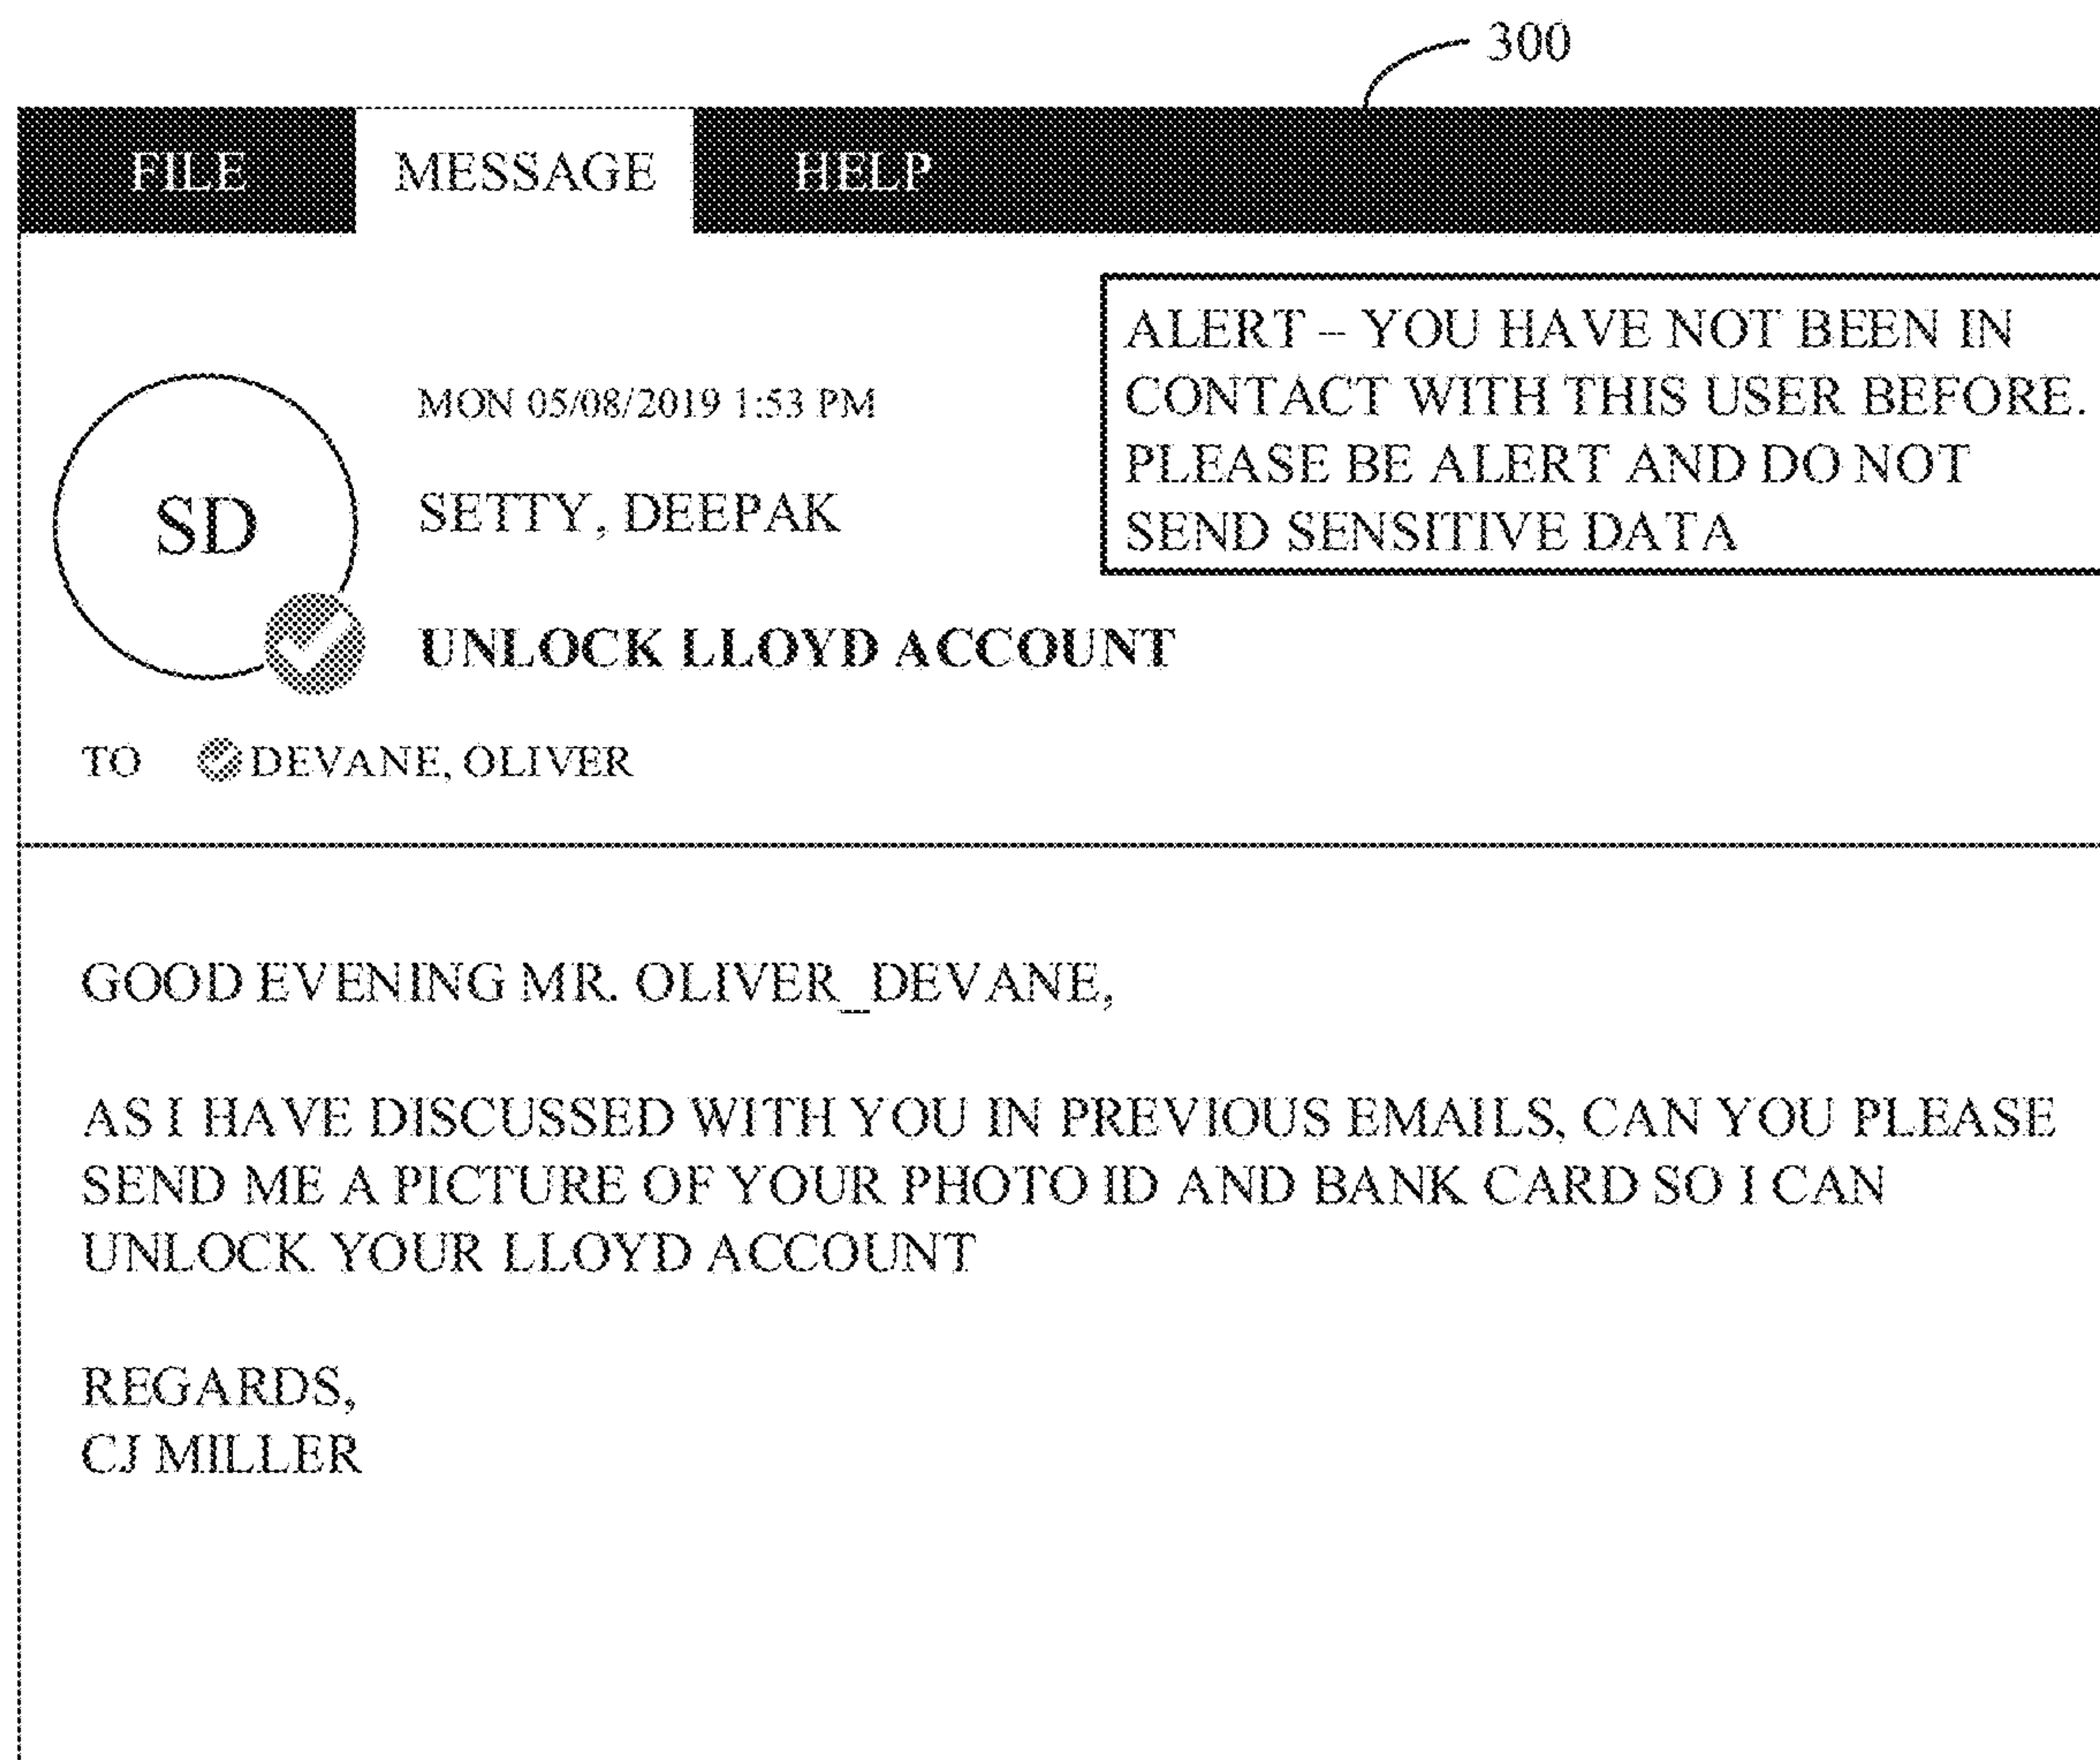 300
FILE MESSAGE HELP
ALERT -- YOU HAVE NOT BEEN IN
CONTACT WITH THIS USER BEFORE.
PLEASE BE ALERT AND DO NOT
SEND SENSITIVE DATA
SD
MON 05/08/2019 1:53 PM
SETTY, DEEPAK
UNLOCK LLOYD ACCOUNT
TO DEVANE, OLIVER
GOOD EVENING MR. OLIVER_DEVANE,
AS I HAVE DISCUSSED WITH YOU IN PREVIOUS EMAILS, CAN YOU PLEASE
SEND ME A PICTURE OF YOUR PHOTO ID AND BANK CARD SO I CAN
UNLOCK YOUR LLOYD ACCOUNT
REGARDS,
CJ MILLER